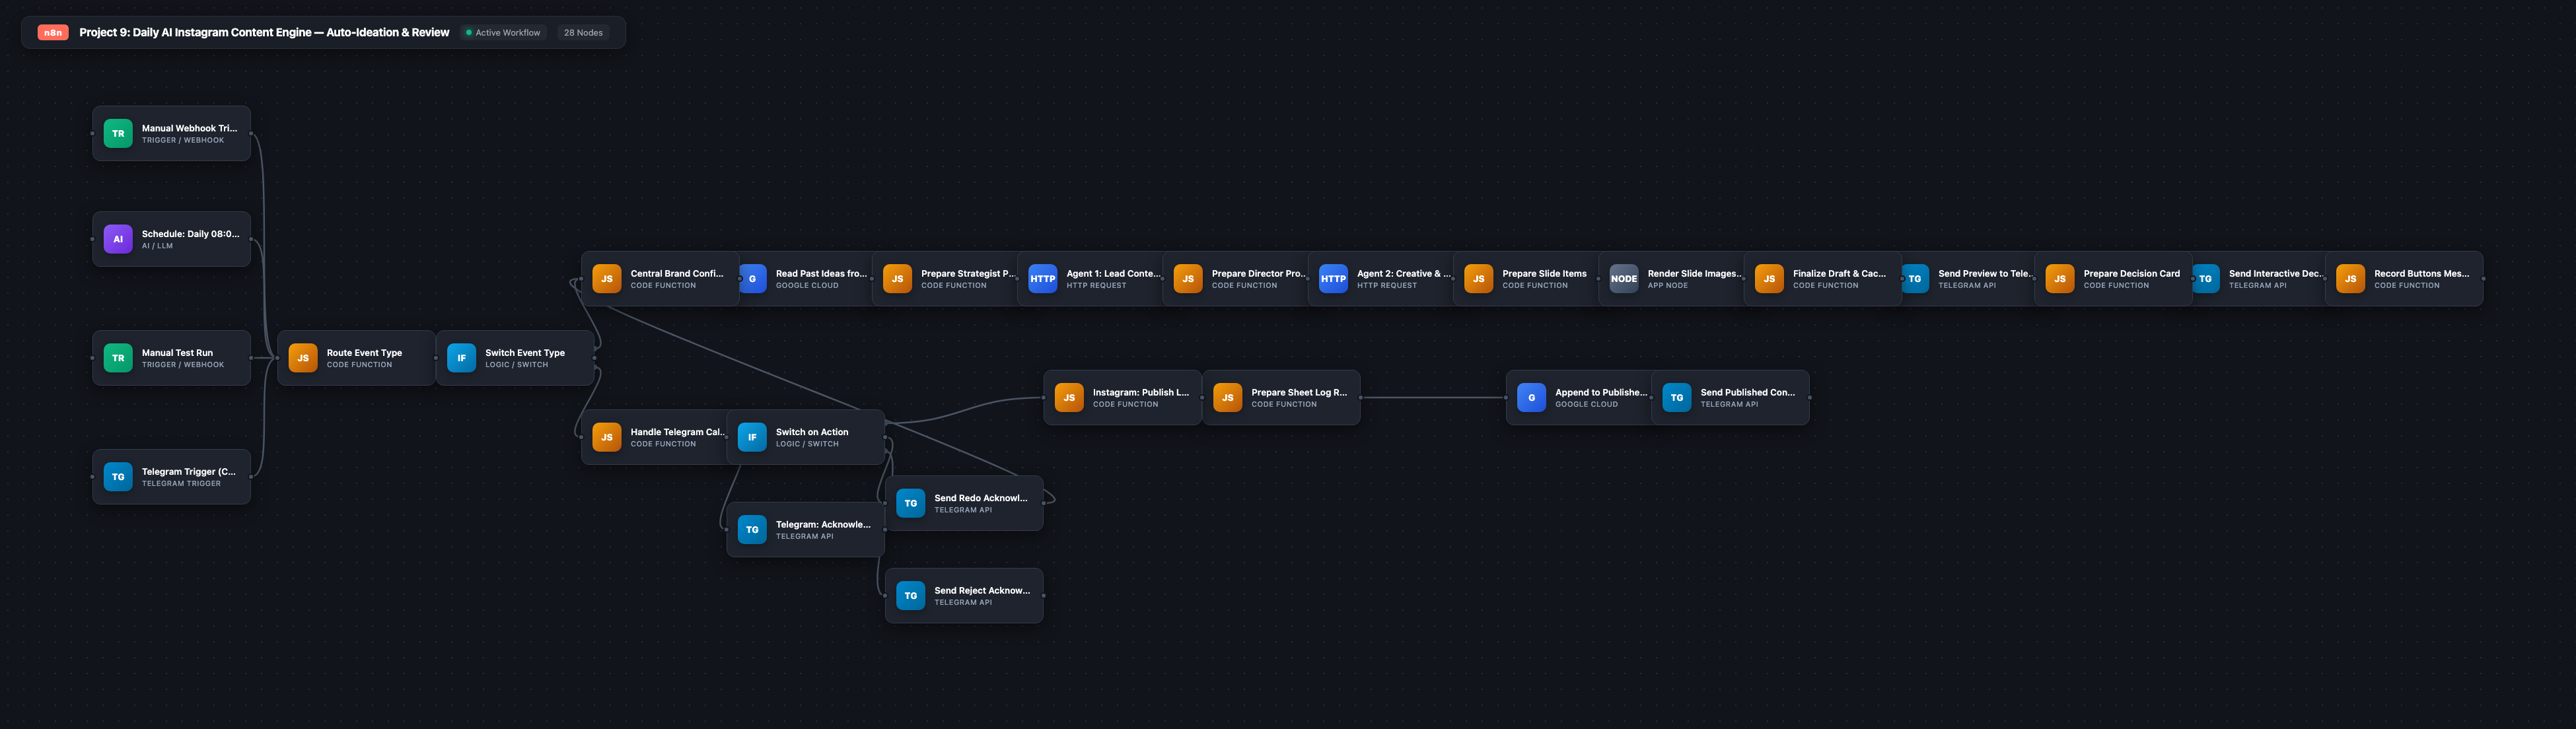 n8n Project 9: Daily AI Instagram Content Engine — Auto-Ideation & Review Active Workflow 28 Nodes
TR Manual Webhook Tri...
TRIGGER / WEBHOOK
AI Schedule: Daily 08:0...
AI / LLM
TR Manual Test Run
TRIGGER / WEBHOOK
TG Telegram Trigger (C...
TELEGRAM TRIGGER
JS Route Event Type
CODE FUNCTION
IF Switch Event Type
LOGIC / SWITCH
JS Central Brand Confi...
CODE FUNCTION
G Read Past Ideas fro...
GOOGLE CLOUD
JS Prepare Strategist P...
CODE FUNCTION
HTTP Agent 1: Lead Conte...
HTTP REQUEST
JS Prepare Director Pro...
CODE FUNCTION
HTTP Agent 2: Creative & ...
HTTP REQUEST
JS Prepare Slide Items
CODE FUNCTION
NODE Render Slide Images...
APP NODE
JS Finalize Draft & Cac...
CODE FUNCTION
TG Send Preview to Tele...
TELEGRAM API
JS Prepare Decision Card
CODE FUNCTION
TG Send Interactive Dec...
TELEGRAM API
JS Record Buttons Mes...
CODE FUNCTION
JS Handle Telegram Cal...
CODE FUNCTION
IF Switch on Action
LOGIC / SWITCH
JS Instagram: Publish L...
CODE FUNCTION
JS Prepare Sheet Log R...
CODE FUNCTION
G Append to Publishe...
GOOGLE CLOUD
TG Send Published Con...
TELEGRAM API
TG Telegram: Acknowle...
TELEGRAM API
TG Send Redo Acknowl...
TELEGRAM API
TG Send Reject Acknow...
TELEGRAM API